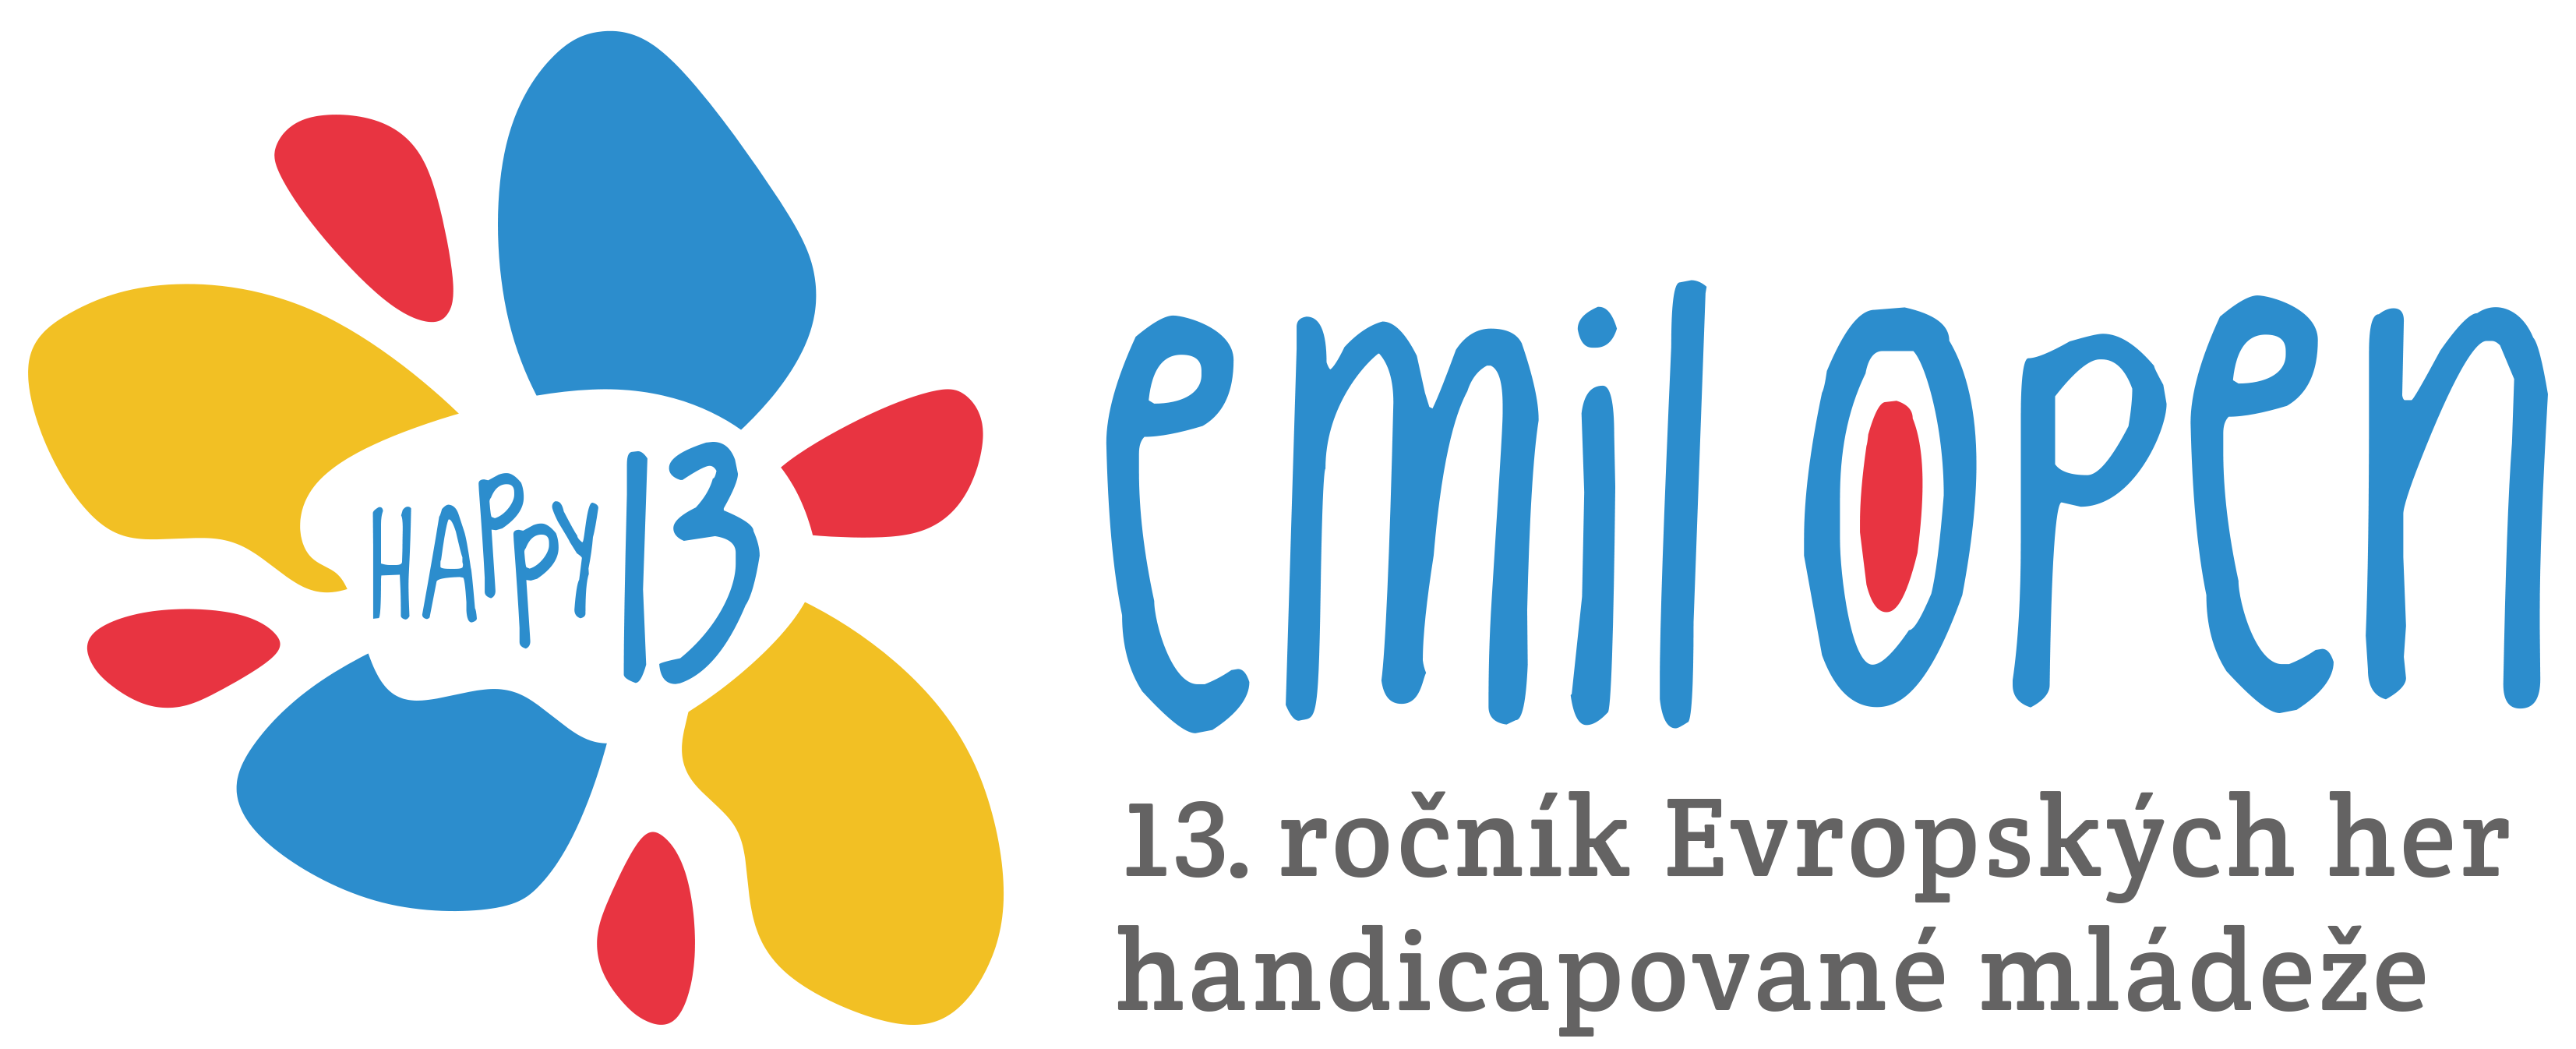 HAPPY 13
emil open
13. ročník Evropských her
handicapované mládeže